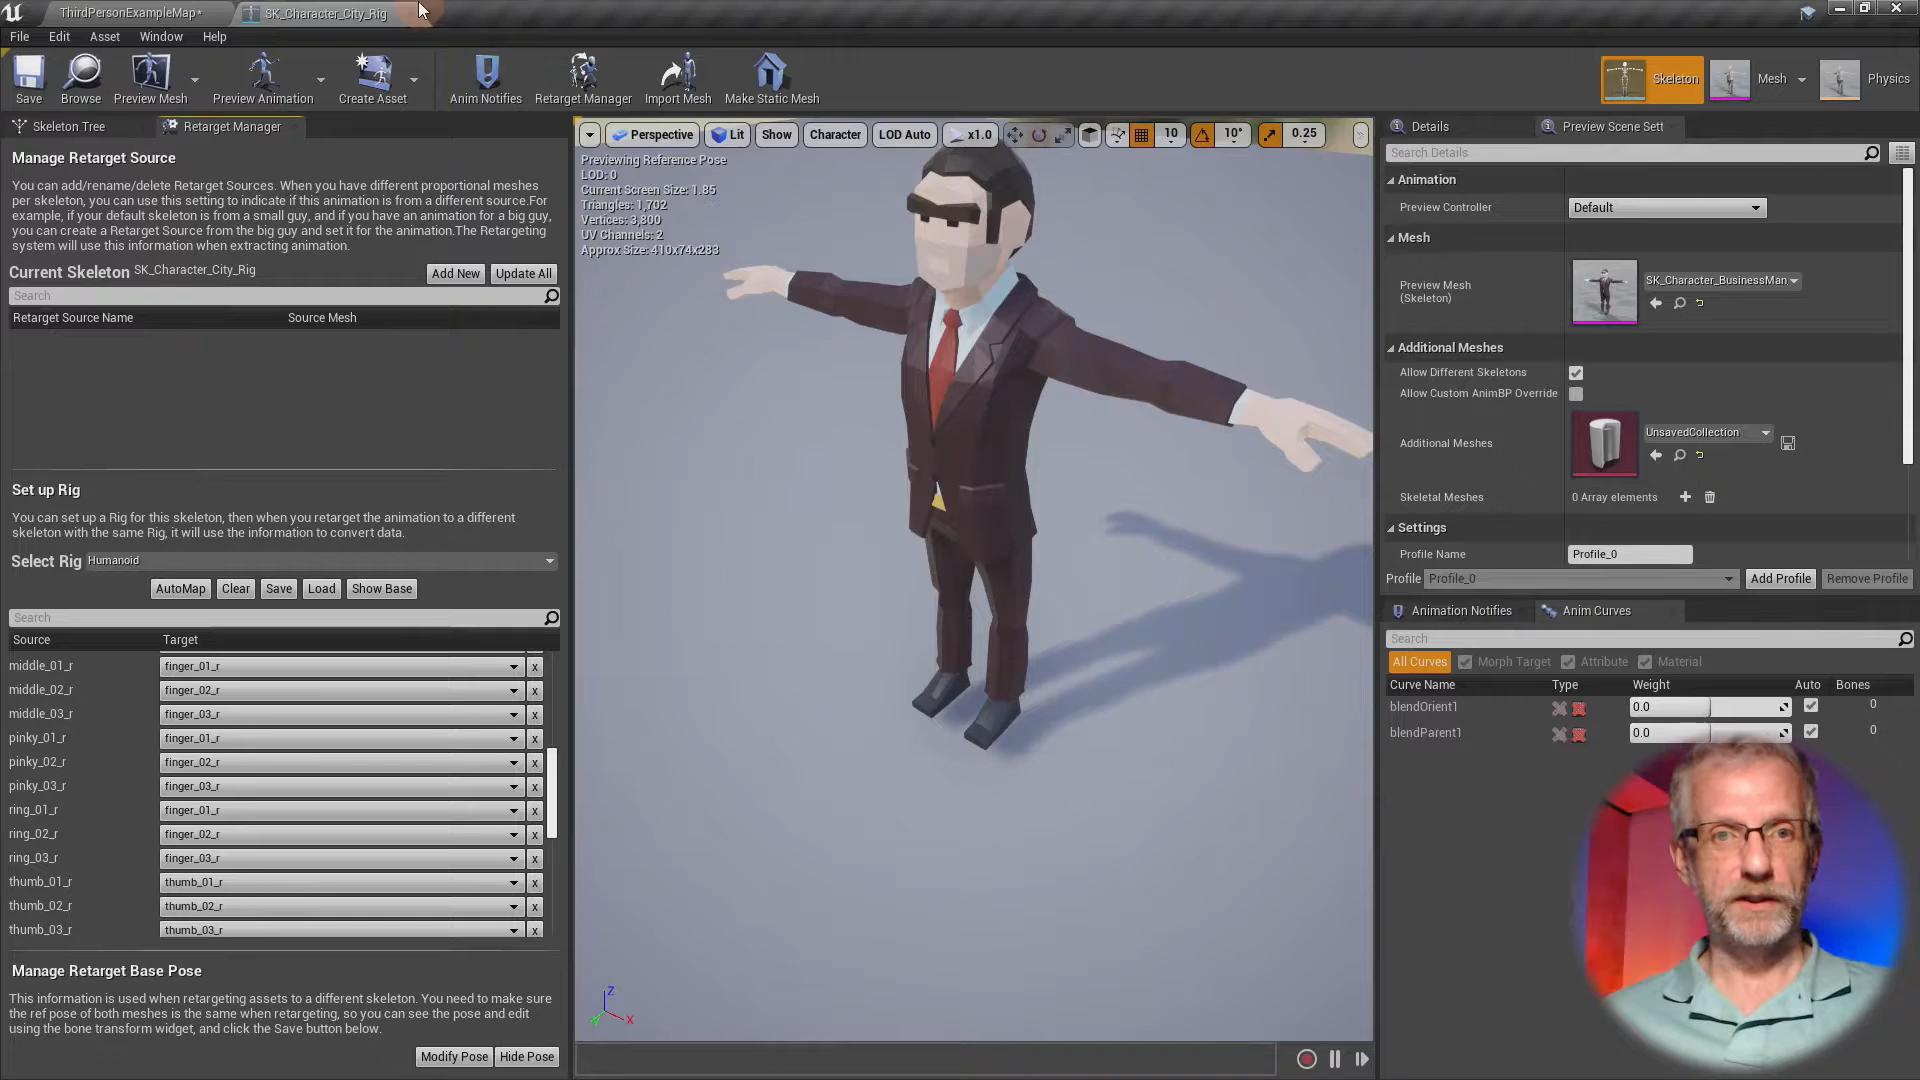 ThirdPersonExampleMap*
SK_Character_City_Rig
File Edit Asset Window Help
Save Browse Preview Mesh Preview Animation Create Asset Anim Notifies Retarget Manager Import Mesh Make Static Mesh
Skeleton Mesh Physics
Skeleton Tree
Retarget Manager
Manage Retarget Source
You can add/rename/delete Retarget Sources. When you have different proportional meshes
per skeleton, you can use this setting to indicate if this animation is from a different source.For
example, if your default skeleton is from a small guy, and if you have an animation for a big guy,
you can create a Retarget Source from the big guy and set it for the animation.The Retargeting
system will use this information when extracting animation.
Current Skeleton SK_Character_City_Rig
Add New Update All
Search
Retarget Source Name Source Mesh
Set up Rig
You can set up a Rig for this skeleton, then when you retarget the animation to a different
skeleton with the same Rig, it will use the information to convert data.
Select Rig Humanoid
AutoMap Clear Save Load Show Base
Search
Source Target
middle_01_r finger_01_r x
middle_02_r finger_02_r x
middle_03_r finger_03_r x
pinky_01_r finger_01_r x
pinky_02_r finger_02_r x
pinky_03_r finger_03_r x
ring_01_r finger_01_r x
ring_02_r finger_02_r x
ring_03_r finger_03_r x
thumb_01_r thumb_01_r x
thumb_02_r thumb_02_r x
thumb_03_r thumb_03_r x
Manage Retarget Base Pose
This information is used when retargeting assets to a different skeleton. You need to make sure
the ref pose of both meshes is the same when retargeting, so you can see the pose and edit
using the bone transform widget, and click the Save button below.
Modify Pose Hide Pose
Perspective Lit Show Character LOD Auto x1.0 10 10° 0.25
Previewing Reference Pose
LOD: 0
Current Screen Size: 1.85
Triangles: 1,702
Vertices: 3,800
UV Channels: 2
Approx Size: 410x74x283
Z
X
Details
Preview Scene Sett
Search Details
Animation
Preview Controller Default
Mesh
Preview Mesh
(Skeleton)
SK_Character_BusinessMan
Additional Meshes
Allow Different Skeletons
Allow Custom AnimBP Override
Additional Meshes UnsavedCollection
Skeletal Meshes 0 Array elements
Settings
Profile Name Profile_0
Profile Profile_0 Add Profile Remove Profile
Animation Notifies
Anim Curves
Search
All Curves Morph Target Attribute Material
Curve Name Type Weight Auto Bones
blendOrient1 0.0 0
blendParent1 0.0 0